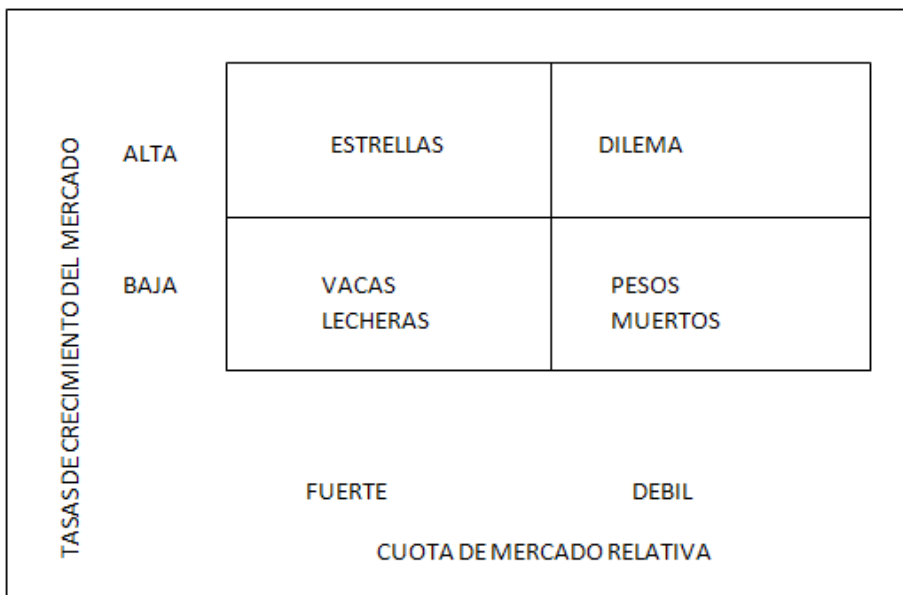 TASAS DE CRECIMIENTO DEL MERCADO
ALTA
ESTRELLAS
DILEMA
BAJA
VACAS
LECHERAS
PESOS
MUERTOS
FUERTE
DEBIL
CUOTA DE MERCADO RELATIVA